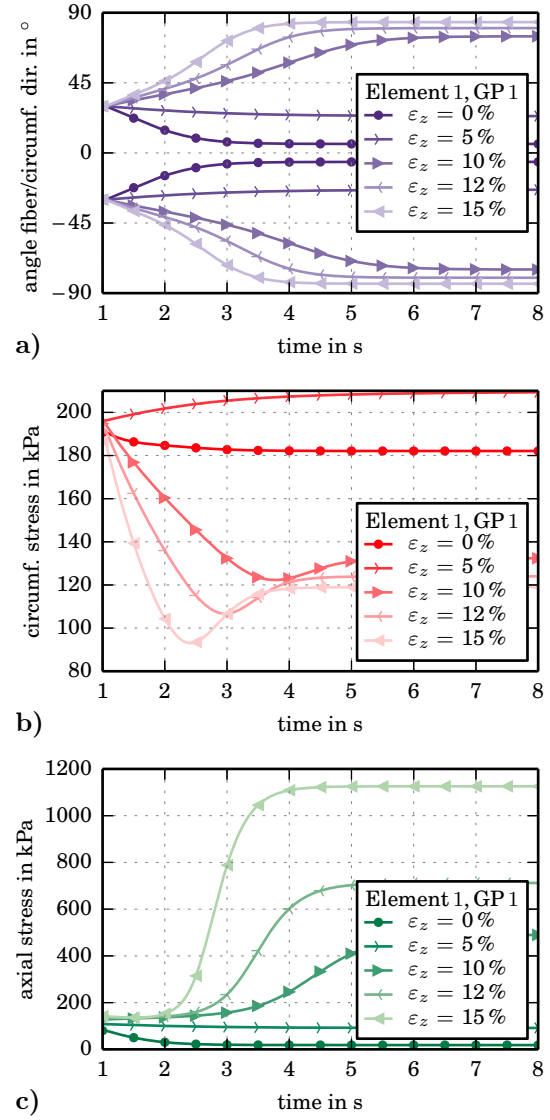 90
45
0
−45
−90
angle fiber/circumf. dir. in °
Element 1, GP 1
εz = 0 %
εz = 5 %
εz = 10 %
εz = 12 %
εz = 15 %
1 2 3 4 5 6 7 8
time in s
a)
200
180
160
140
120
100
80
circumf. stress in kPa
Element 1, GP 1
εz = 0 %
εz = 5 %
εz = 10 %
εz = 12 %
εz = 15 %
1 2 3 4 5 6 7 8
time in s
b)
1200
1000
800
600
400
200
0
axial stress in kPa
Element 1, GP 1
εz = 0 %
εz = 5 %
εz = 10 %
εz = 12 %
εz = 15 %
1 2 3 4 5 6 7 8
time in s
c)